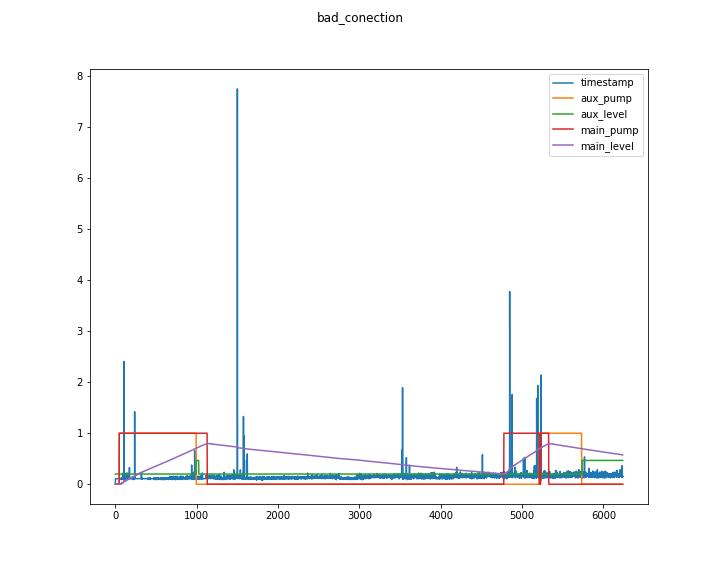 bad_conection
8
7
6
5
4
3
2
1
0
timestamp
aux_pump
aux_level
main_pump
main_level
0
1000
2000
3000
4000
5000
6000